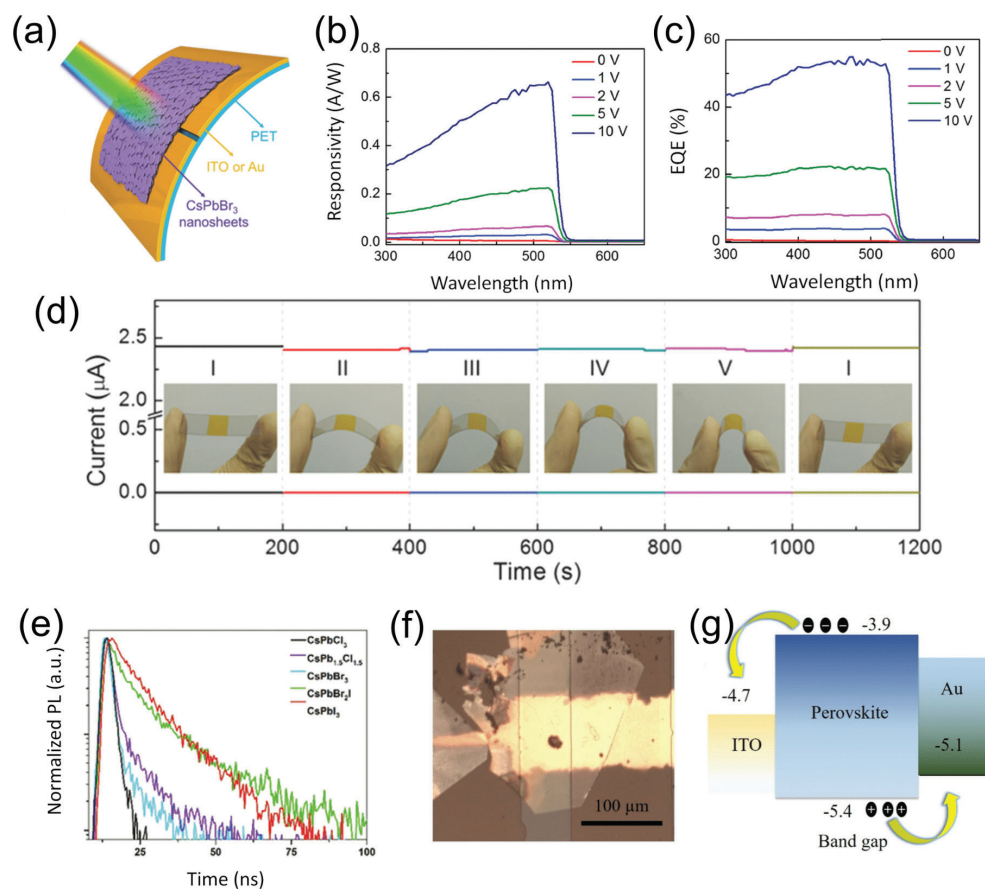 (a)
PET
ITO or Au
CsPbBr₃
nanosheets
(b)
Responsivity (A/W)
0.8
0.6
0.4
0.2
0.0
0 V
1 V
2 V
5 V
10 V
300
400
500
600
Wavelength (nm)
(c)
EQE (%)
60
40
20
0
0 V
1 V
2 V
5 V
10 V
300
400
500
600
Wavelength (nm)
(d)
Current (μA)
2.5
2.0
0.5
0.0
I
II
III
IV
V
I
0
200
400
600
800
1000
1200
Time (s)
(e)
Normalized PL (a.u.)
CsPbCl₃
CsPb₁.₅Cl₁.₅
CsPbBr₃
CsPbBr₂I
CsPbI₃
25
50
75
100
Time (ns)
(f)
100 μm
(g)
-3.9
-4.7
ITO
Perovskite
Au
-5.1
-5.4
Band gap